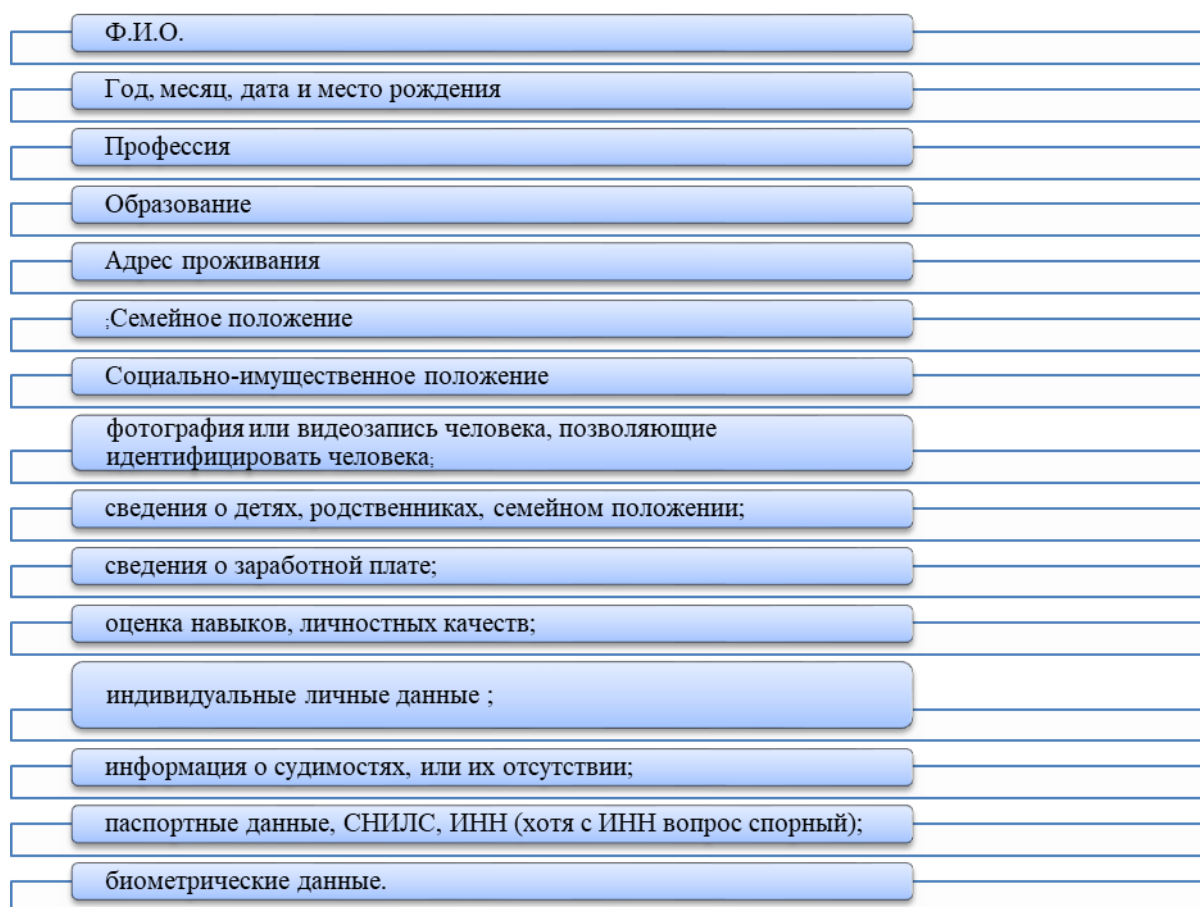 Ф.И.О.
Год, месяц, дата и место рождения
Профессия
Образование
Адрес проживания
;Семейное положение
Социально-имущественное положение
фотография или видеозапись человека, позволяющие
идентифицировать человека;
сведения о детях, родственниках, семейном положении;
сведения о заработной плате;
оценка навыков, личностных качеств;
индивидуальные личные данные ;
информация о судимостях, или их отсутствии;
паспортные данные, СНИЛС, ИНН (хотя с ИНН вопрос спорный);
биометрические данные.